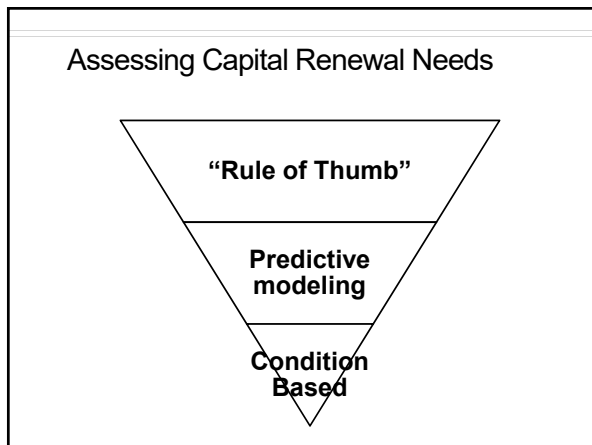 Assessing Capital Renewal Needs
“Rule of Thumb”
Predictive
modeling
Condition
Based